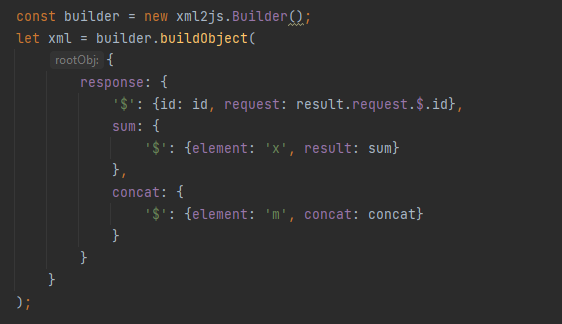 const builder = new xml2js.Builder();
let xml = builder.buildObject(
rootObj: {
response: {
'$': {id: id, request: result.request.$.id},
sum: {
'$': {element: 'x', result: sum}
},
concat: {
'$': {element: 'm', concat: concat}
}
}
}
);